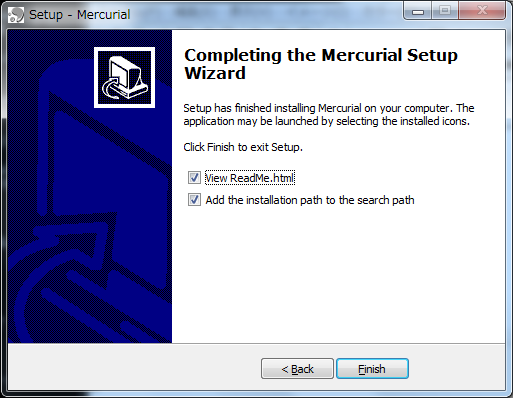 Setup - Mercurial
Completing the Mercurial Setup
Wizard
Setup has finished installing Mercurial on your computer. The
application may be launched by selecting the installed icons.
Click Finish to exit Setup.
View ReadMe.html
Add the installation path to the search path
< Back
Finish